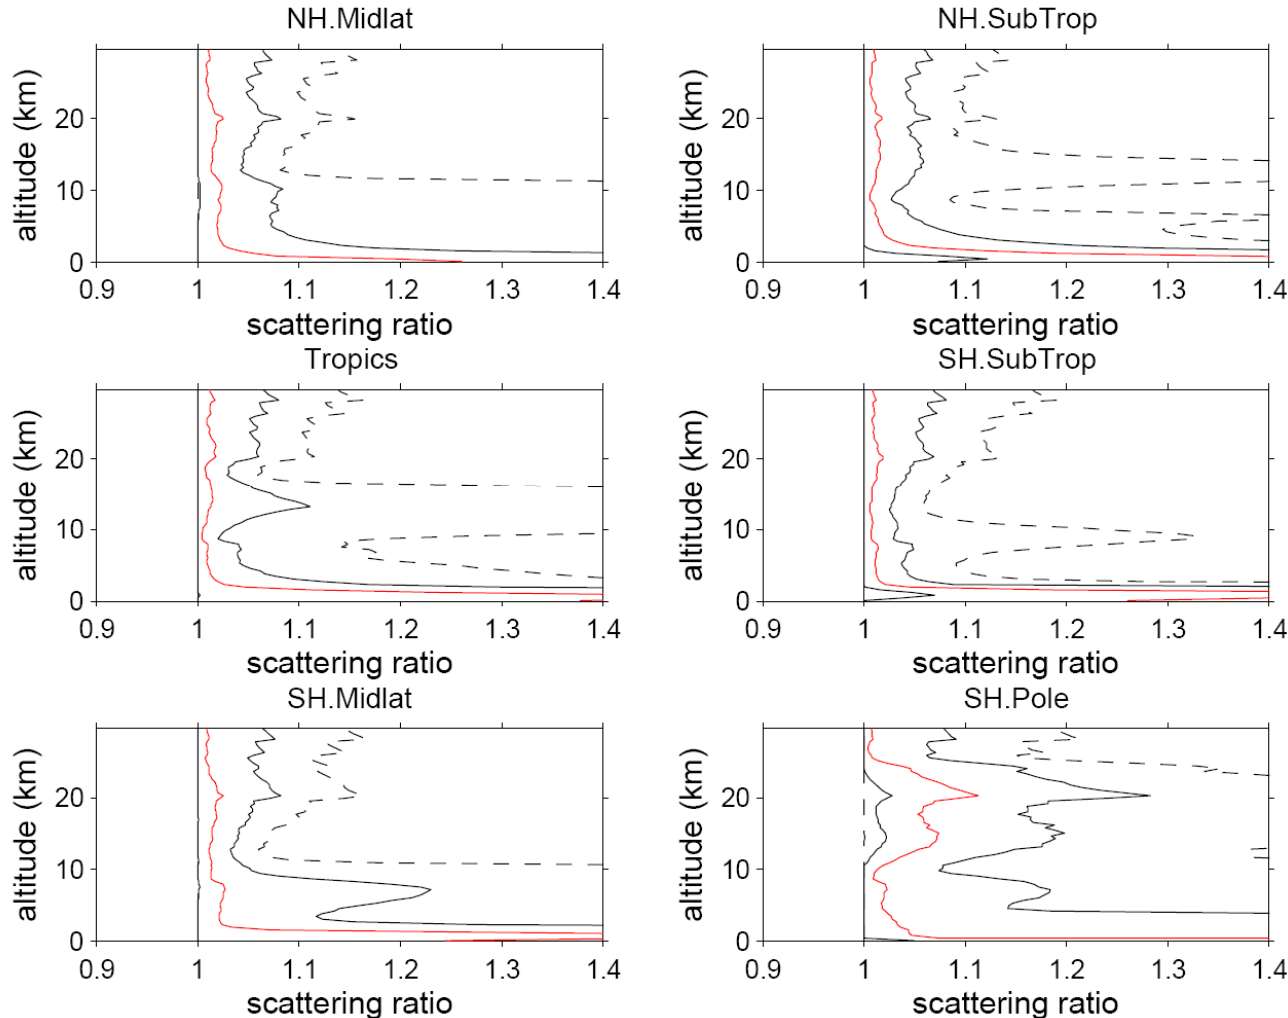 NH.Midlat
altitude (km)
20
10
0
0.9 1 1.1 1.2 1.3 1.4
scattering ratio
NH.SubTrop
altitude (km)
20
10
0
0.9 1 1.1 1.2 1.3 1.4
scattering ratio
Tropics
altitude (km)
20
10
0
0.9 1 1.1 1.2 1.3 1.4
scattering ratio
SH.SubTrop
altitude (km)
20
10
0
0.9 1 1.1 1.2 1.3 1.4
scattering ratio
SH.Midlat
altitude (km)
20
10
0
0.9 1 1.1 1.2 1.3 1.4
scattering ratio
SH.Pole
altitude (km)
20
10
0
0.9 1 1.1 1.2 1.3 1.4
scattering ratio